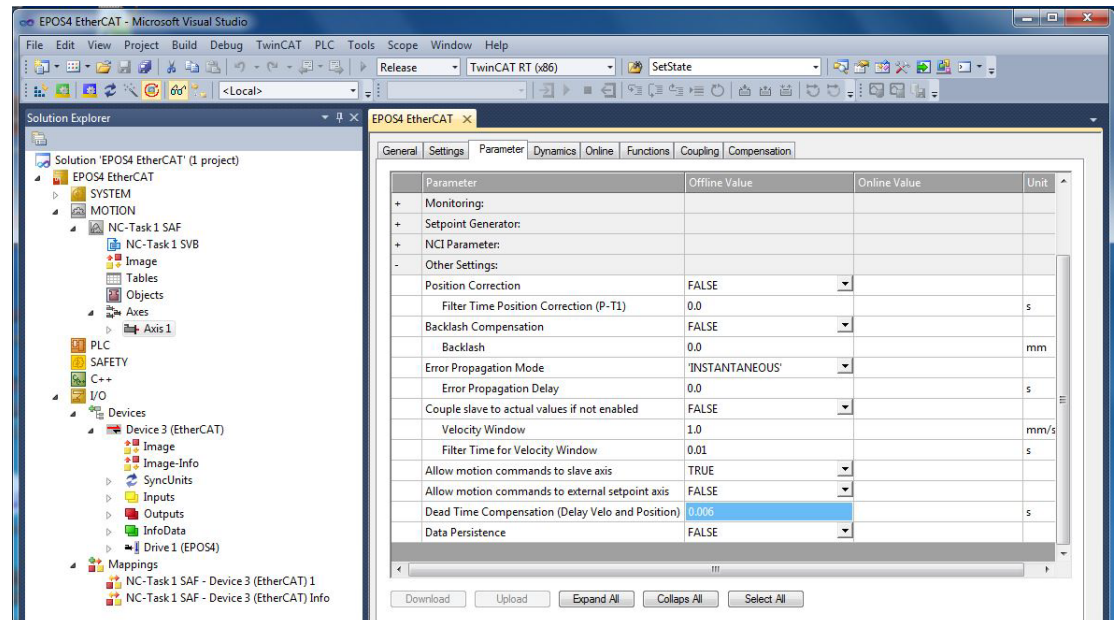 EPOS4 EtherCAT - Microsoft Visual Studio
File Edit View Project Build Debug TwinCAT PLC Tools Scope Window Help
Release TwinCAT RT (x86) SetState
<Local>
Solution Explorer
Solution 'EPOS4 EtherCAT' (1 project)
EPOS4 EtherCAT
SYSTEM
MOTION
NC-Task 1 SAF
NC-Task 1 SVB
Image
Tables
Objects
Axes
Axis 1
PLC
SAFETY
C++
I/O
Devices
Device 3 (EtherCAT)
Image
Image-Info
SyncUnits
Inputs
Outputs
InfoData
Drive 1 (EPOS4)
Mappings
NC-Task 1 SAF - Device 3 (EtherCAT) 1
NC-Task 1 SAF - Device 3 (EtherCAT) Info
EPOS4 EtherCAT
General Settings Parameter Dynamics Online Functions Coupling Compensation
Parameter Offline Value Online Value Unit
+ Monitoring:
+ Setpoint Generator:
+ NCI Parameter:
- Other Settings:
Position Correction FALSE
Filter Time Position Correction (P-T1) 0.0 s
Backlash Compensation FALSE
Backlash 0.0 mm
Error Propagation Mode 'INSTANTANEOUS'
Error Propagation Delay 0.0 s
Couple slave to actual values if not enabled FALSE
Velocity Window 1.0 mm/s
Filter Time for Velocity Window 0.01 s
Allow motion commands to slave axis TRUE
Allow motion commands to external setpoint axis FALSE
Dead Time Compensation (Delay Velo and Position) 0.006 s
Data Persistence FALSE
Download Upload Expand All Collaps All Select All